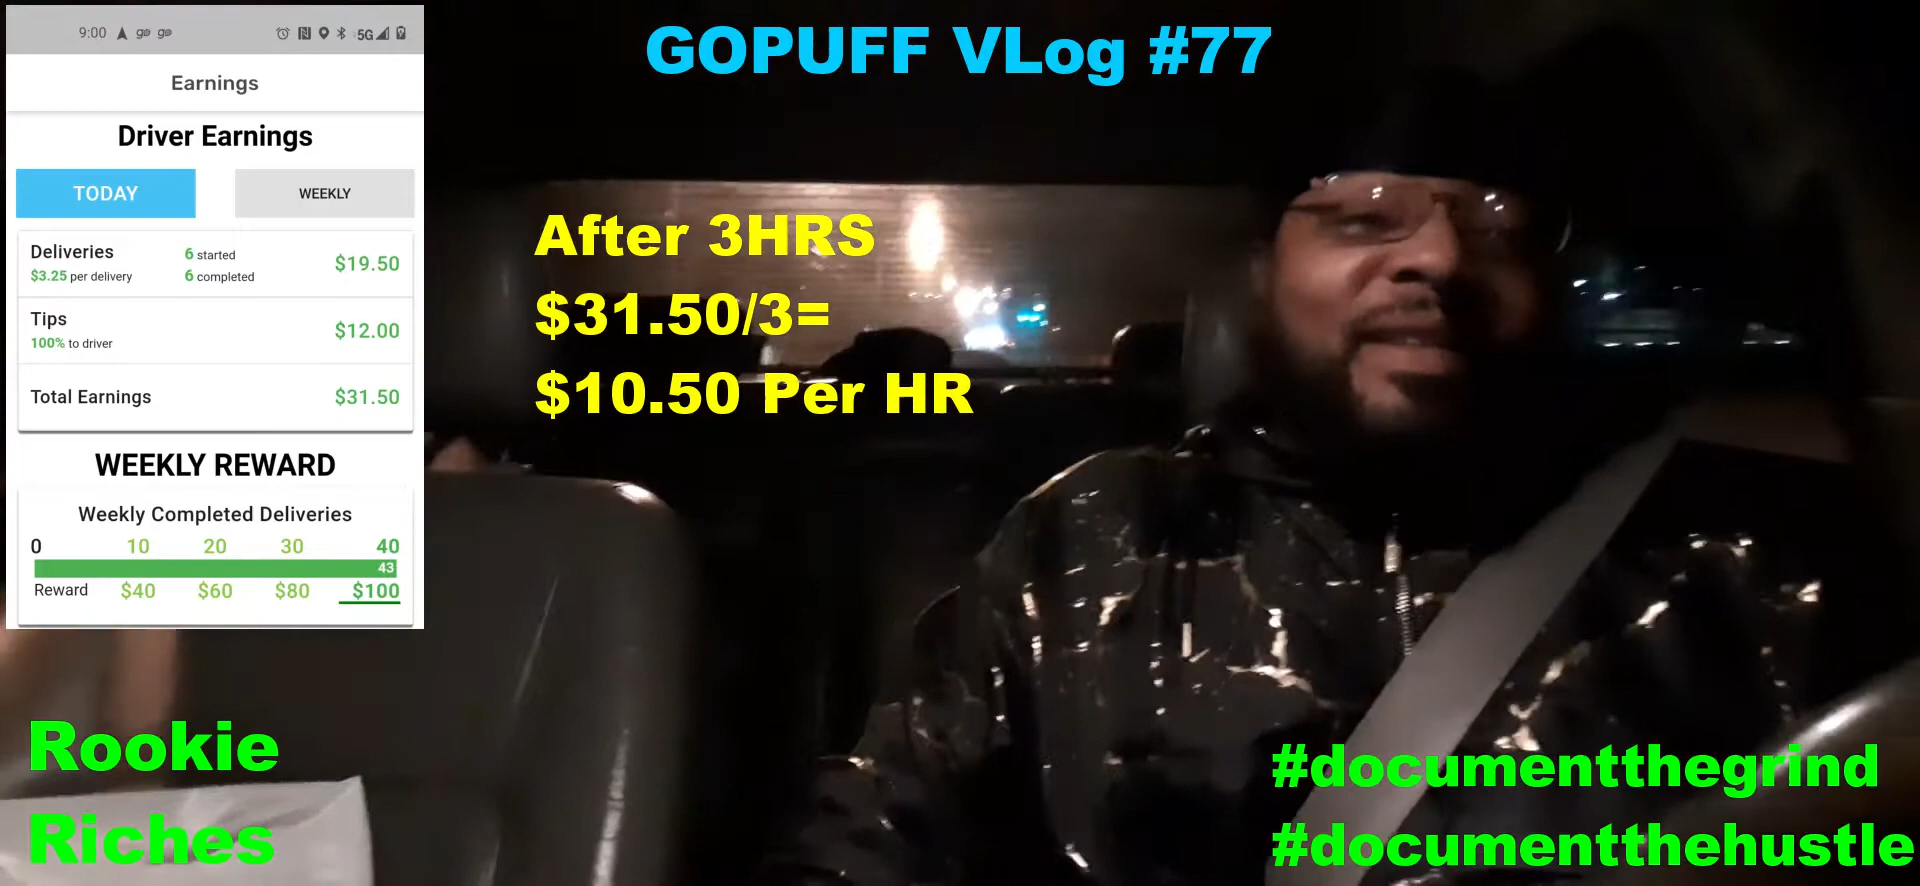 9:00
5G
Earnings
Driver Earnings
TODAY
WEEKLY
Deliveries
6 started
$19.50
$3.25 per delivery
6 completed
Tips
$12.00
100% to driver
Total Earnings
$31.50
WEEKLY REWARD
Weekly Completed Deliveries
0 10 20 30 40
43
Reward $40 $60 $80 $100
GOPUFF VLog #77
After 3HRS
$31.50/3=
$10.50 Per HR
Rookie
Riches
#documentthegrind
#documentthehustle